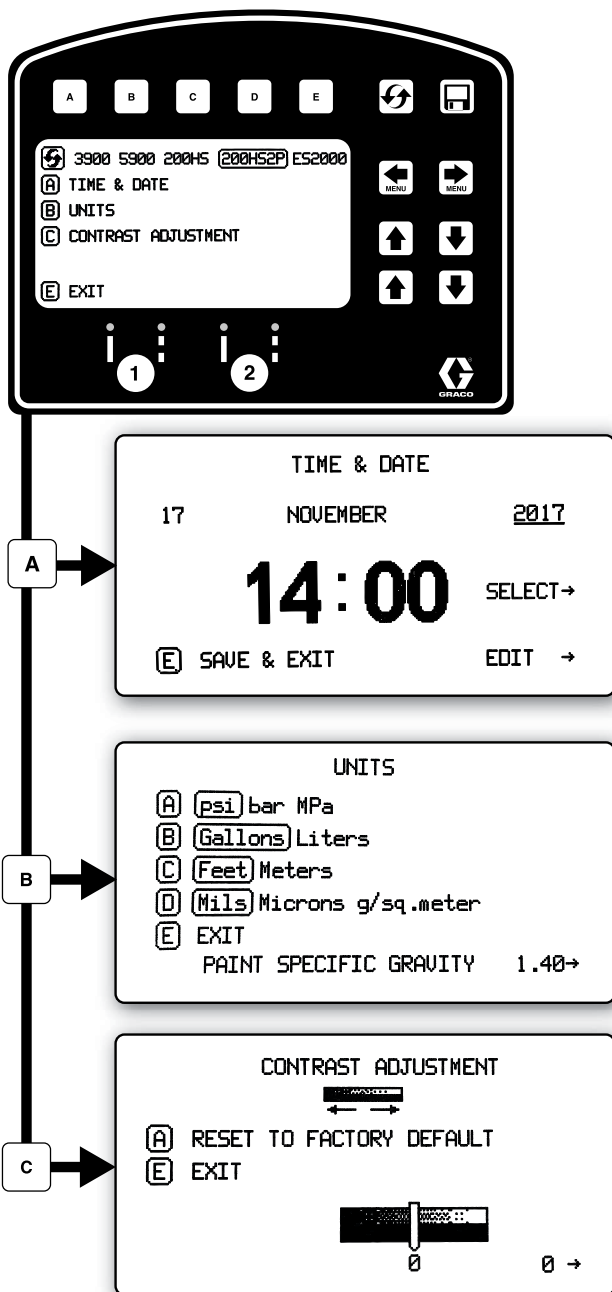 A B C D E
3900 5900 200HS 200HS2P ES2000
A TIME & DATE
B UNITS
C CONTRAST ADJUSTMENT
E EXIT
MENU MENU
1 2
GRACO
A
TIME & DATE
17 NOVEMBER 2017
14:00 SELECT→
E SAVE & EXIT EDIT →
B
UNITS
A psi bar MPa
B Gallons Liters
C Feet Meters
D Mils Microns g/sq.meter
E EXIT
PAINT SPECIFIC GRAVITY 1.40→
C
CONTRAST ADJUSTMENT
A RESET TO FACTORY DEFAULT
E EXIT
0 0 →